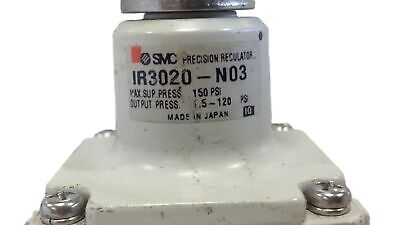 SMC PRECISION REGULATOR
IR3020-N03
MAX.SUP.PRESS. 150 PSI
OUTPUT PRESS. 1.5~120 PSI
MADE IN JAPAN